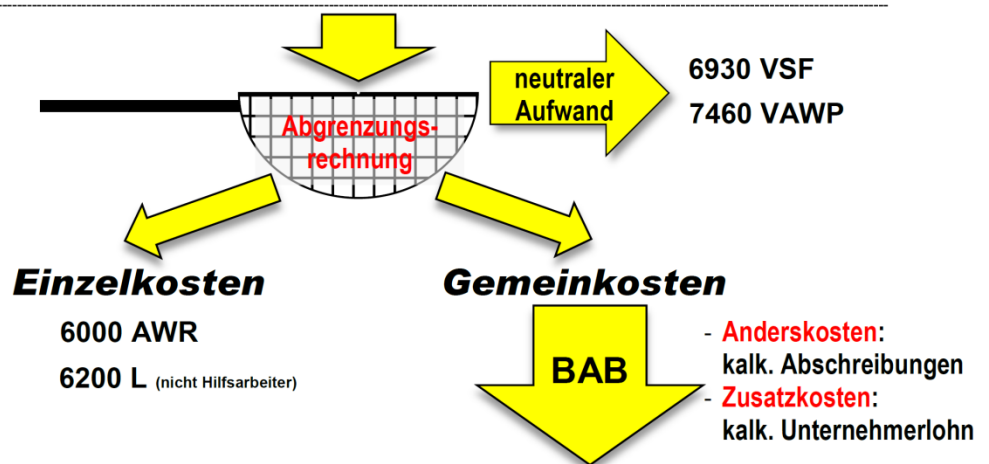 neutraler
Aufwand
6930 VSF
7460 VAWP
Abgrenzungs-
rechnung
Einzelkosten
6000 AWR
6200 L (nicht Hilfsarbeiter)
Gemeinkosten
BAB
- Anderskosten:
kalk. Abschreibungen
- Zusatzkosten:
kalk. Unternehmerlohn